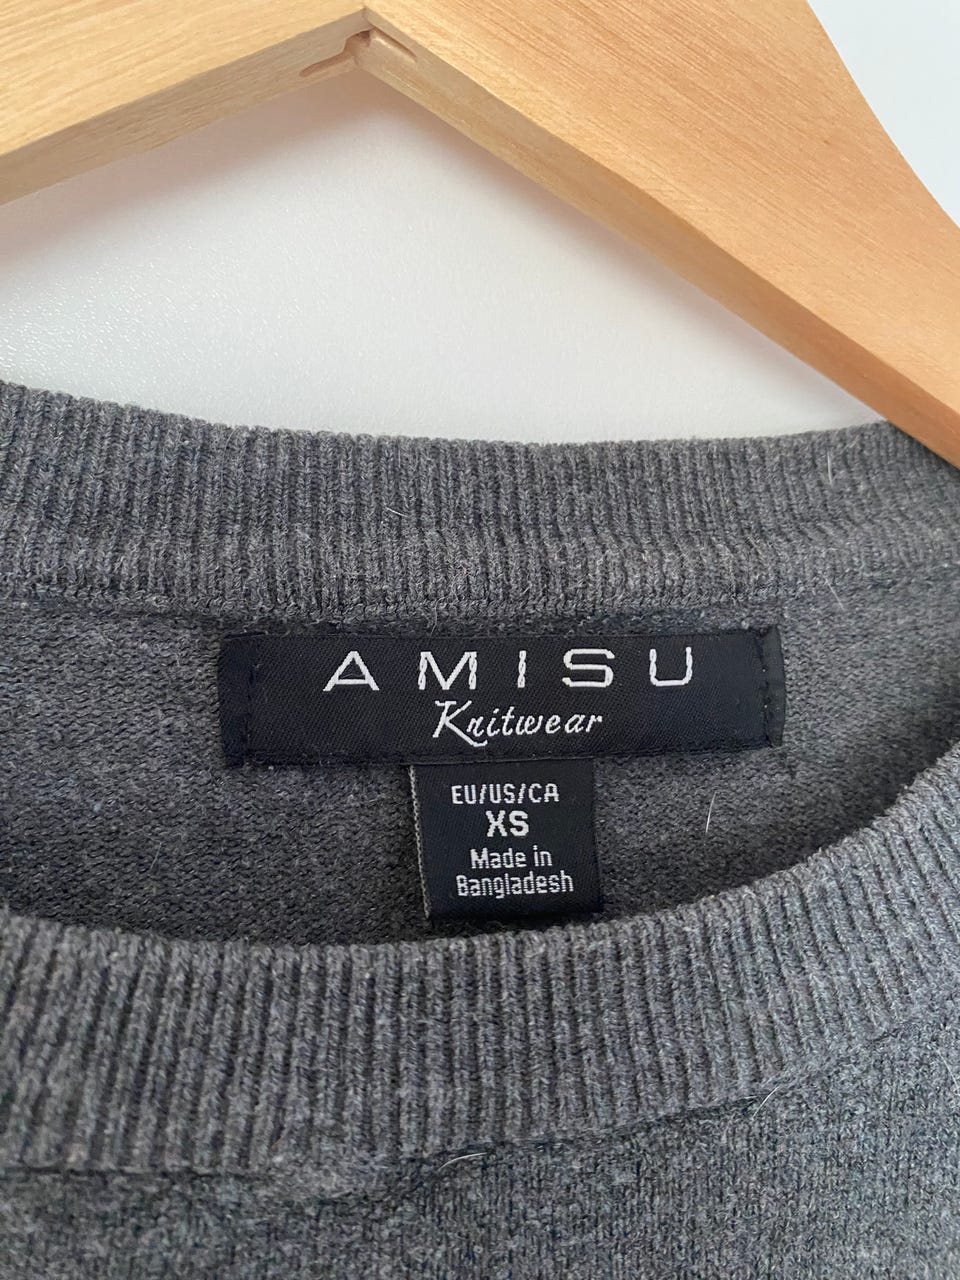 AMISU
Knitwear
EU/US/CA
XS
Made in
Bangladesh